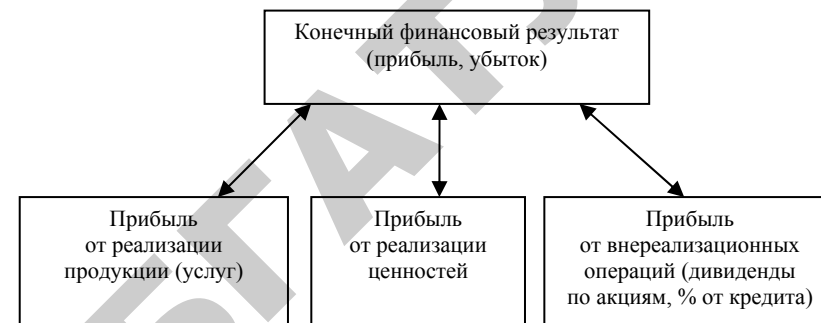 Конечный финансовый результат
(прибыль, убыток)
Прибыль
от реализации
продукции (услуг)
Прибыль
от реализации
ценностей
Прибыль
от внереализационных
операций (дивиденды
по акциям, % от кредита)